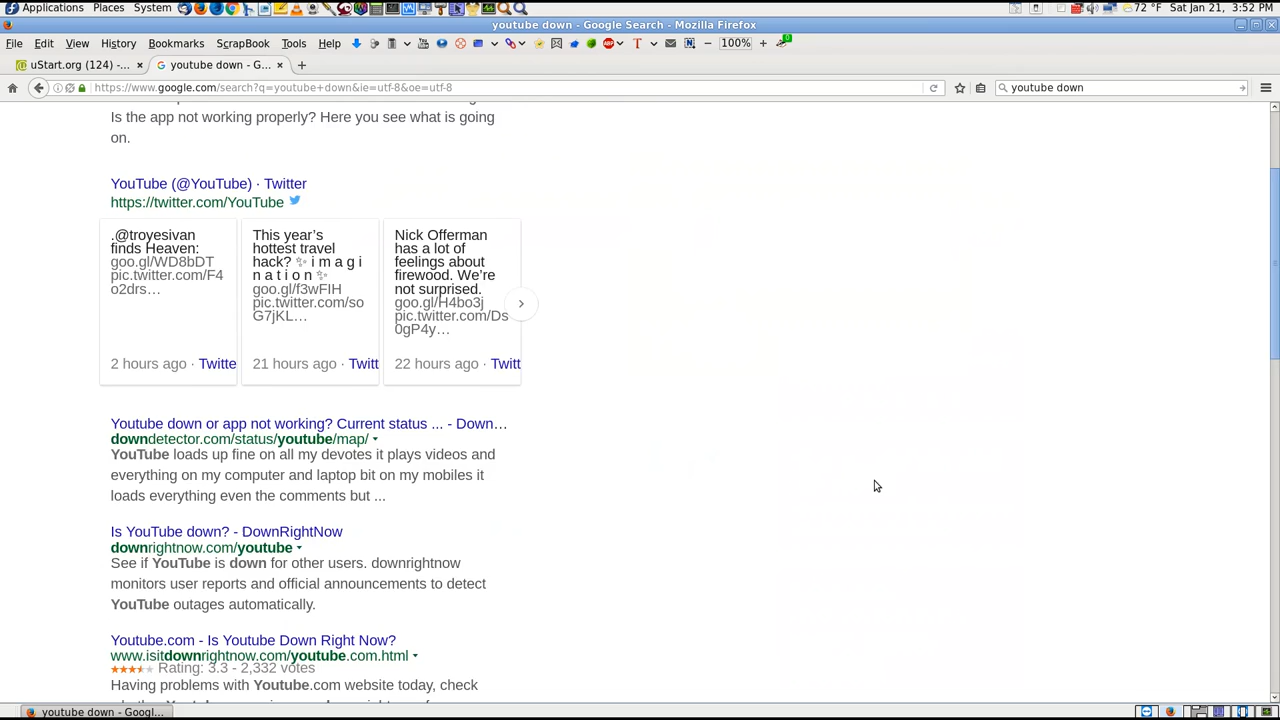 Applications Places System 72 °F Sat Jan 21, 3:52 PM
youtube down - Google Search - Mozilla Firefox
File Edit View History Bookmarks ScrapBook Tools Help 100%
uStart.org (124) -... × youtube down - G... × +
https://www.google.com/search?q=youtube+down&ie=utf-8&oe=utf-8 youtube down
Is the app not working properly? Here you see what is going
on.
YouTube (@YouTube) · Twitter
https://twitter.com/YouTube
.@troyesivan
finds Heaven:
goo.gl/WD8bDT
pic.twitter.com/F4
o2drs…
2 hours ago · Twitte
This year’s
hottest travel
hack? ✨ i m a g i
n a t i o n ✨
goo.gl/f3wFIH
pic.twitter.com/so
G7jKL…
21 hours ago · Twitt
Nick Offerman
has a lot of
feelings about
firewood. We’re
not surprised.
goo.gl/H4bo3j
pic.twitter.com/Ds
0gP4y…
22 hours ago · Twitt
Youtube down or app not working? Current status ... - Down…
downdetector.com/status/youtube/map/
YouTube loads up fine on all my devotes it plays videos and
everything on my computer and laptop bit on my mobiles it
loads everything even the comments but ...
Is YouTube down? - DownRightNow
downrightnow.com/youtube
See if YouTube is down for other users. downrightnow
monitors user reports and official announcements to detect
YouTube outages automatically.
Youtube.com - Is Youtube Down Right Now?
www.isitdownrightnow.com/youtube.com.html
Rating: 3.3 - 2,332 votes
Having problems with Youtube.com website today, check
youtube down - Googl...